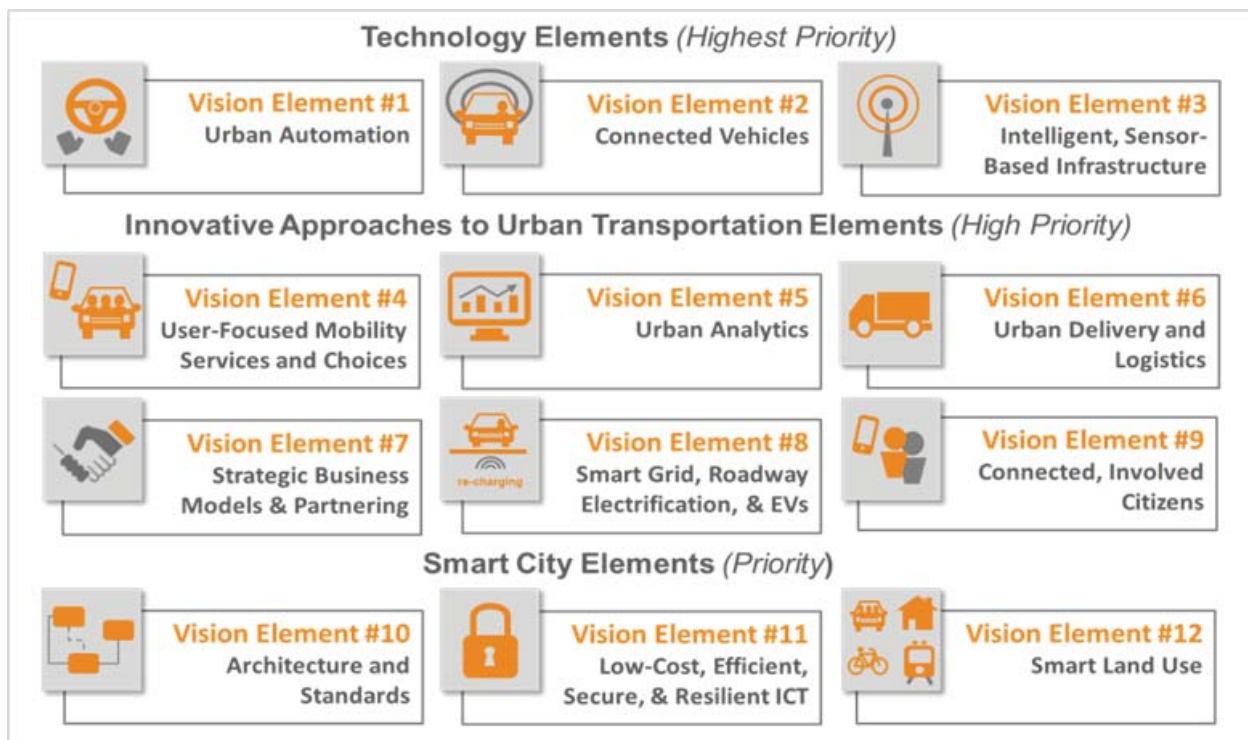 Technology Elements (Highest Priority)
Vision Element #1
Urban Automation
Vision Element #2
Connected Vehicles
Vision Element #3
Intelligent, Sensor-
Based Infrastructure
Innovative Approaches to Urban Transportation Elements (High Priority)
Vision Element #4
User-Focused Mobility
Services and Choices
Vision Element #5
Urban Analytics
Vision Element #6
Urban Delivery and
Logistics
Vision Element #7
Strategic Business
Models & Partnering
re-charging
Vision Element #8
Smart Grid, Roadway
Electrification, & EVs
Vision Element #9
Connected, Involved
Citizens
Smart City Elements (Priority)
Vision Element #10
Architecture and
Standards
Vision Element #11
Low-Cost, Efficient,
Secure, & Resilient ICT
Vision Element #12
Smart Land Use